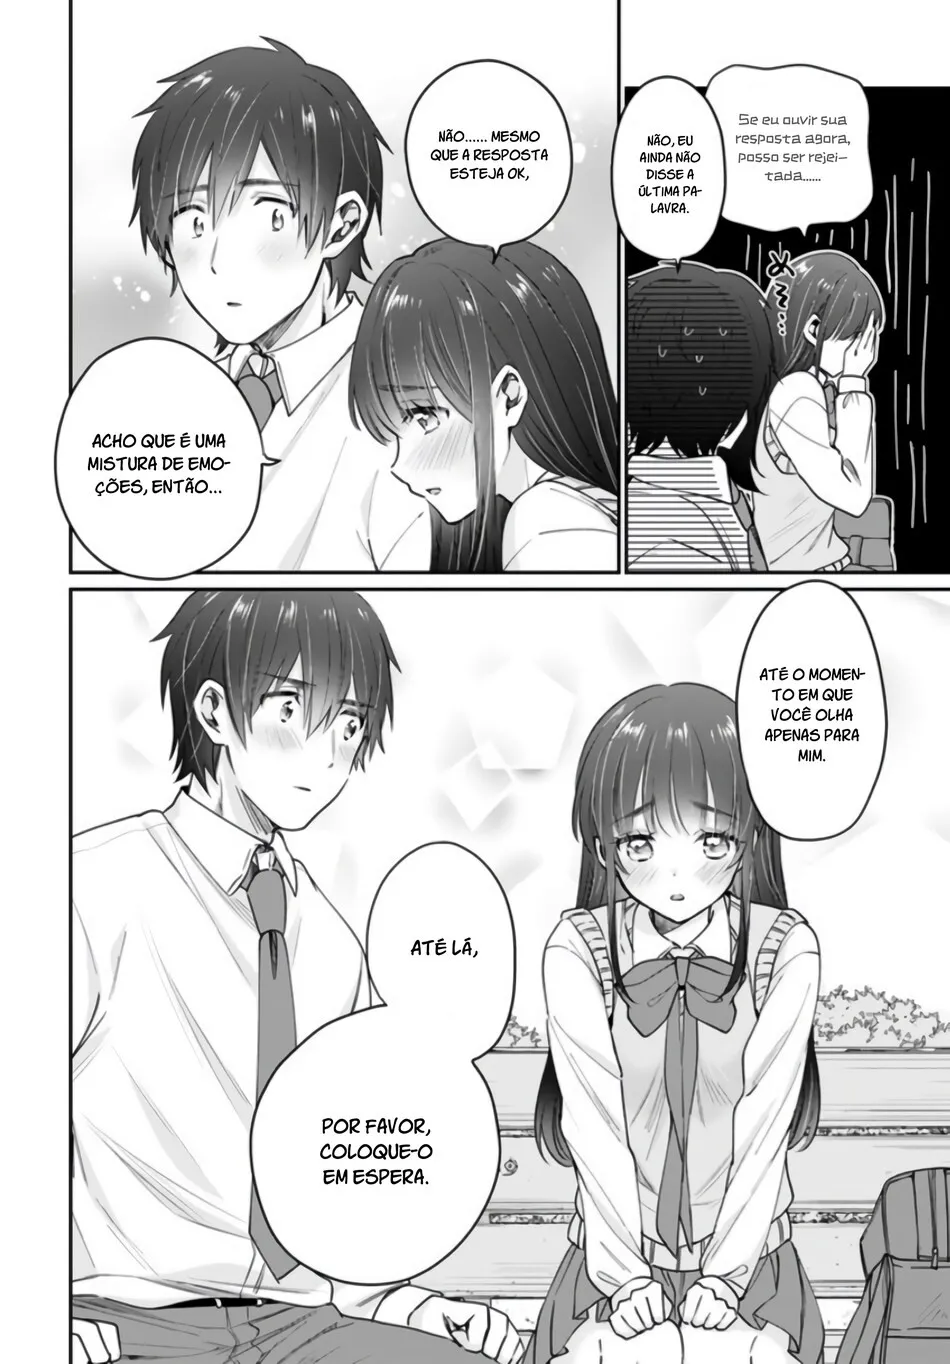 Se eu ouvir sua
resposta agora,
posso ser rejei-
tada......
NÃO, EU
AINDA NÃO
DISSE A
ÚLTIMA PA-
LAVRA.
めそ…
NÃO...... MESMO
QUE A RESPOSTA
ESTEJA OK,
ACHO QUE É UMA
MISTURA DE EMO-
ÇÕES, ENTÃO...
ATÉ O MOMEN-
TO EM QUE
VOCÊ OLHA
APENAS PARA
MIM.
ATÉ LÁ,
POR FAVOR,
COLOQUE-O
EM ESPERA.